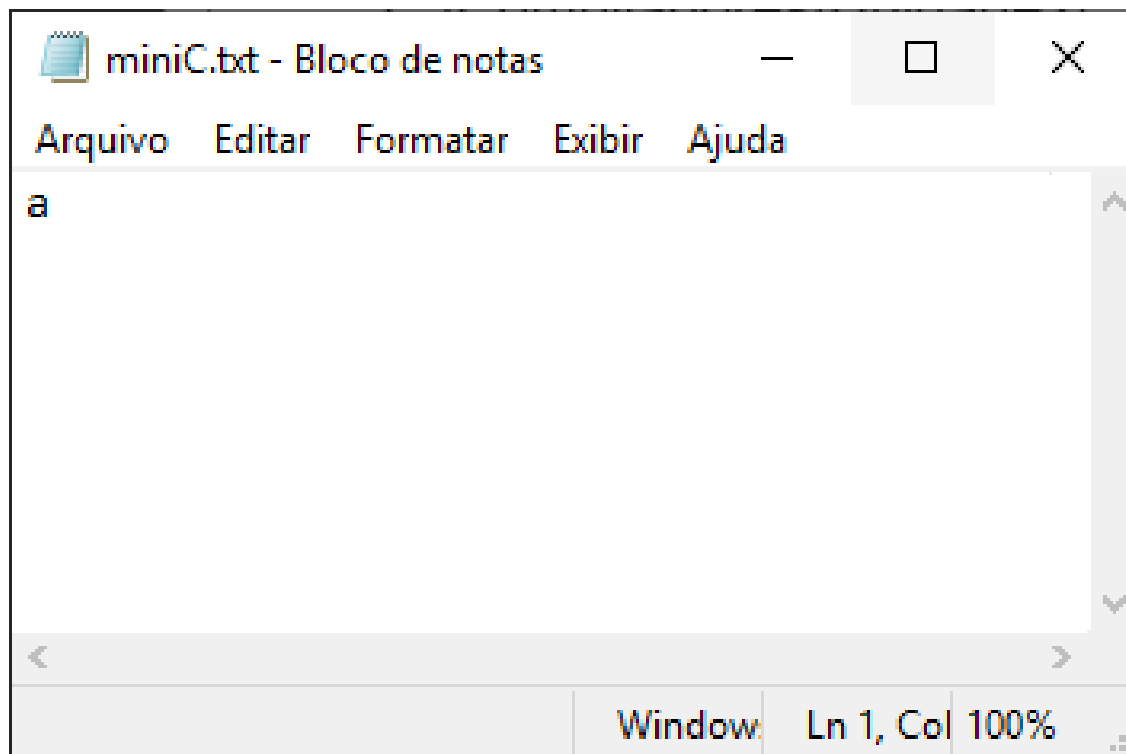 miniC.txt - Bloco de notas
Arquivo Editar Formatar Exibir Ajuda
a
Window Ln 1, Col 100%